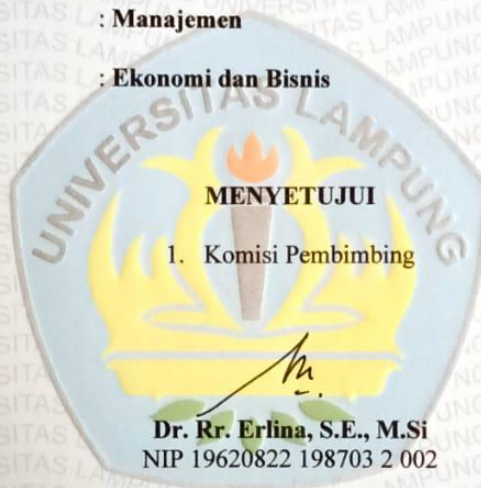 : Manajemen
: Ekonomi dan Bisnis
UNIVERSITAS LAMPUNG
MENYETUJUI
1. Komisi Pembimbing
Dr. Rr. Erlina, S.E., M.Si
NIP 19620822 198703 2 002